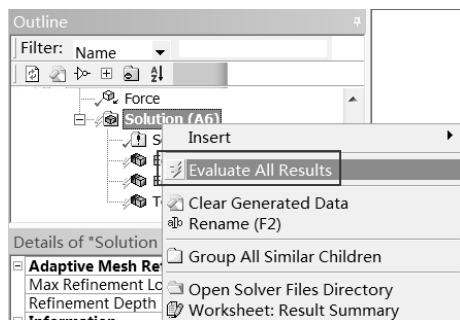 Outline
Filter: Name
Force
Solution (A6)
Insert
Evaluate All Results
Clear Generated Data
Rename (F2)
Group All Similar Children
Open Solver Files Directory
Worksheet: Result Summary
Details of "Solution
Adaptive Mesh Re
Max Refinement Lo
Refinement Depth